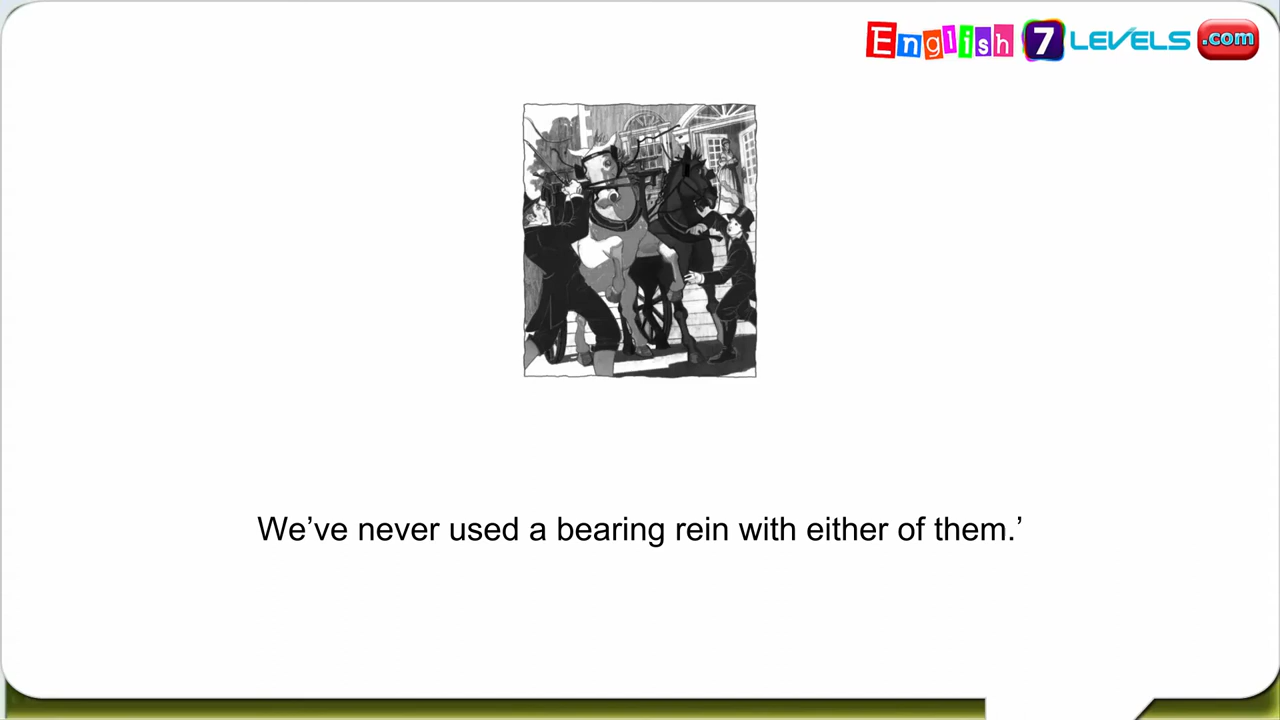 English 7 LEVELS .com
We’ve never used a bearing rein with either of them.’